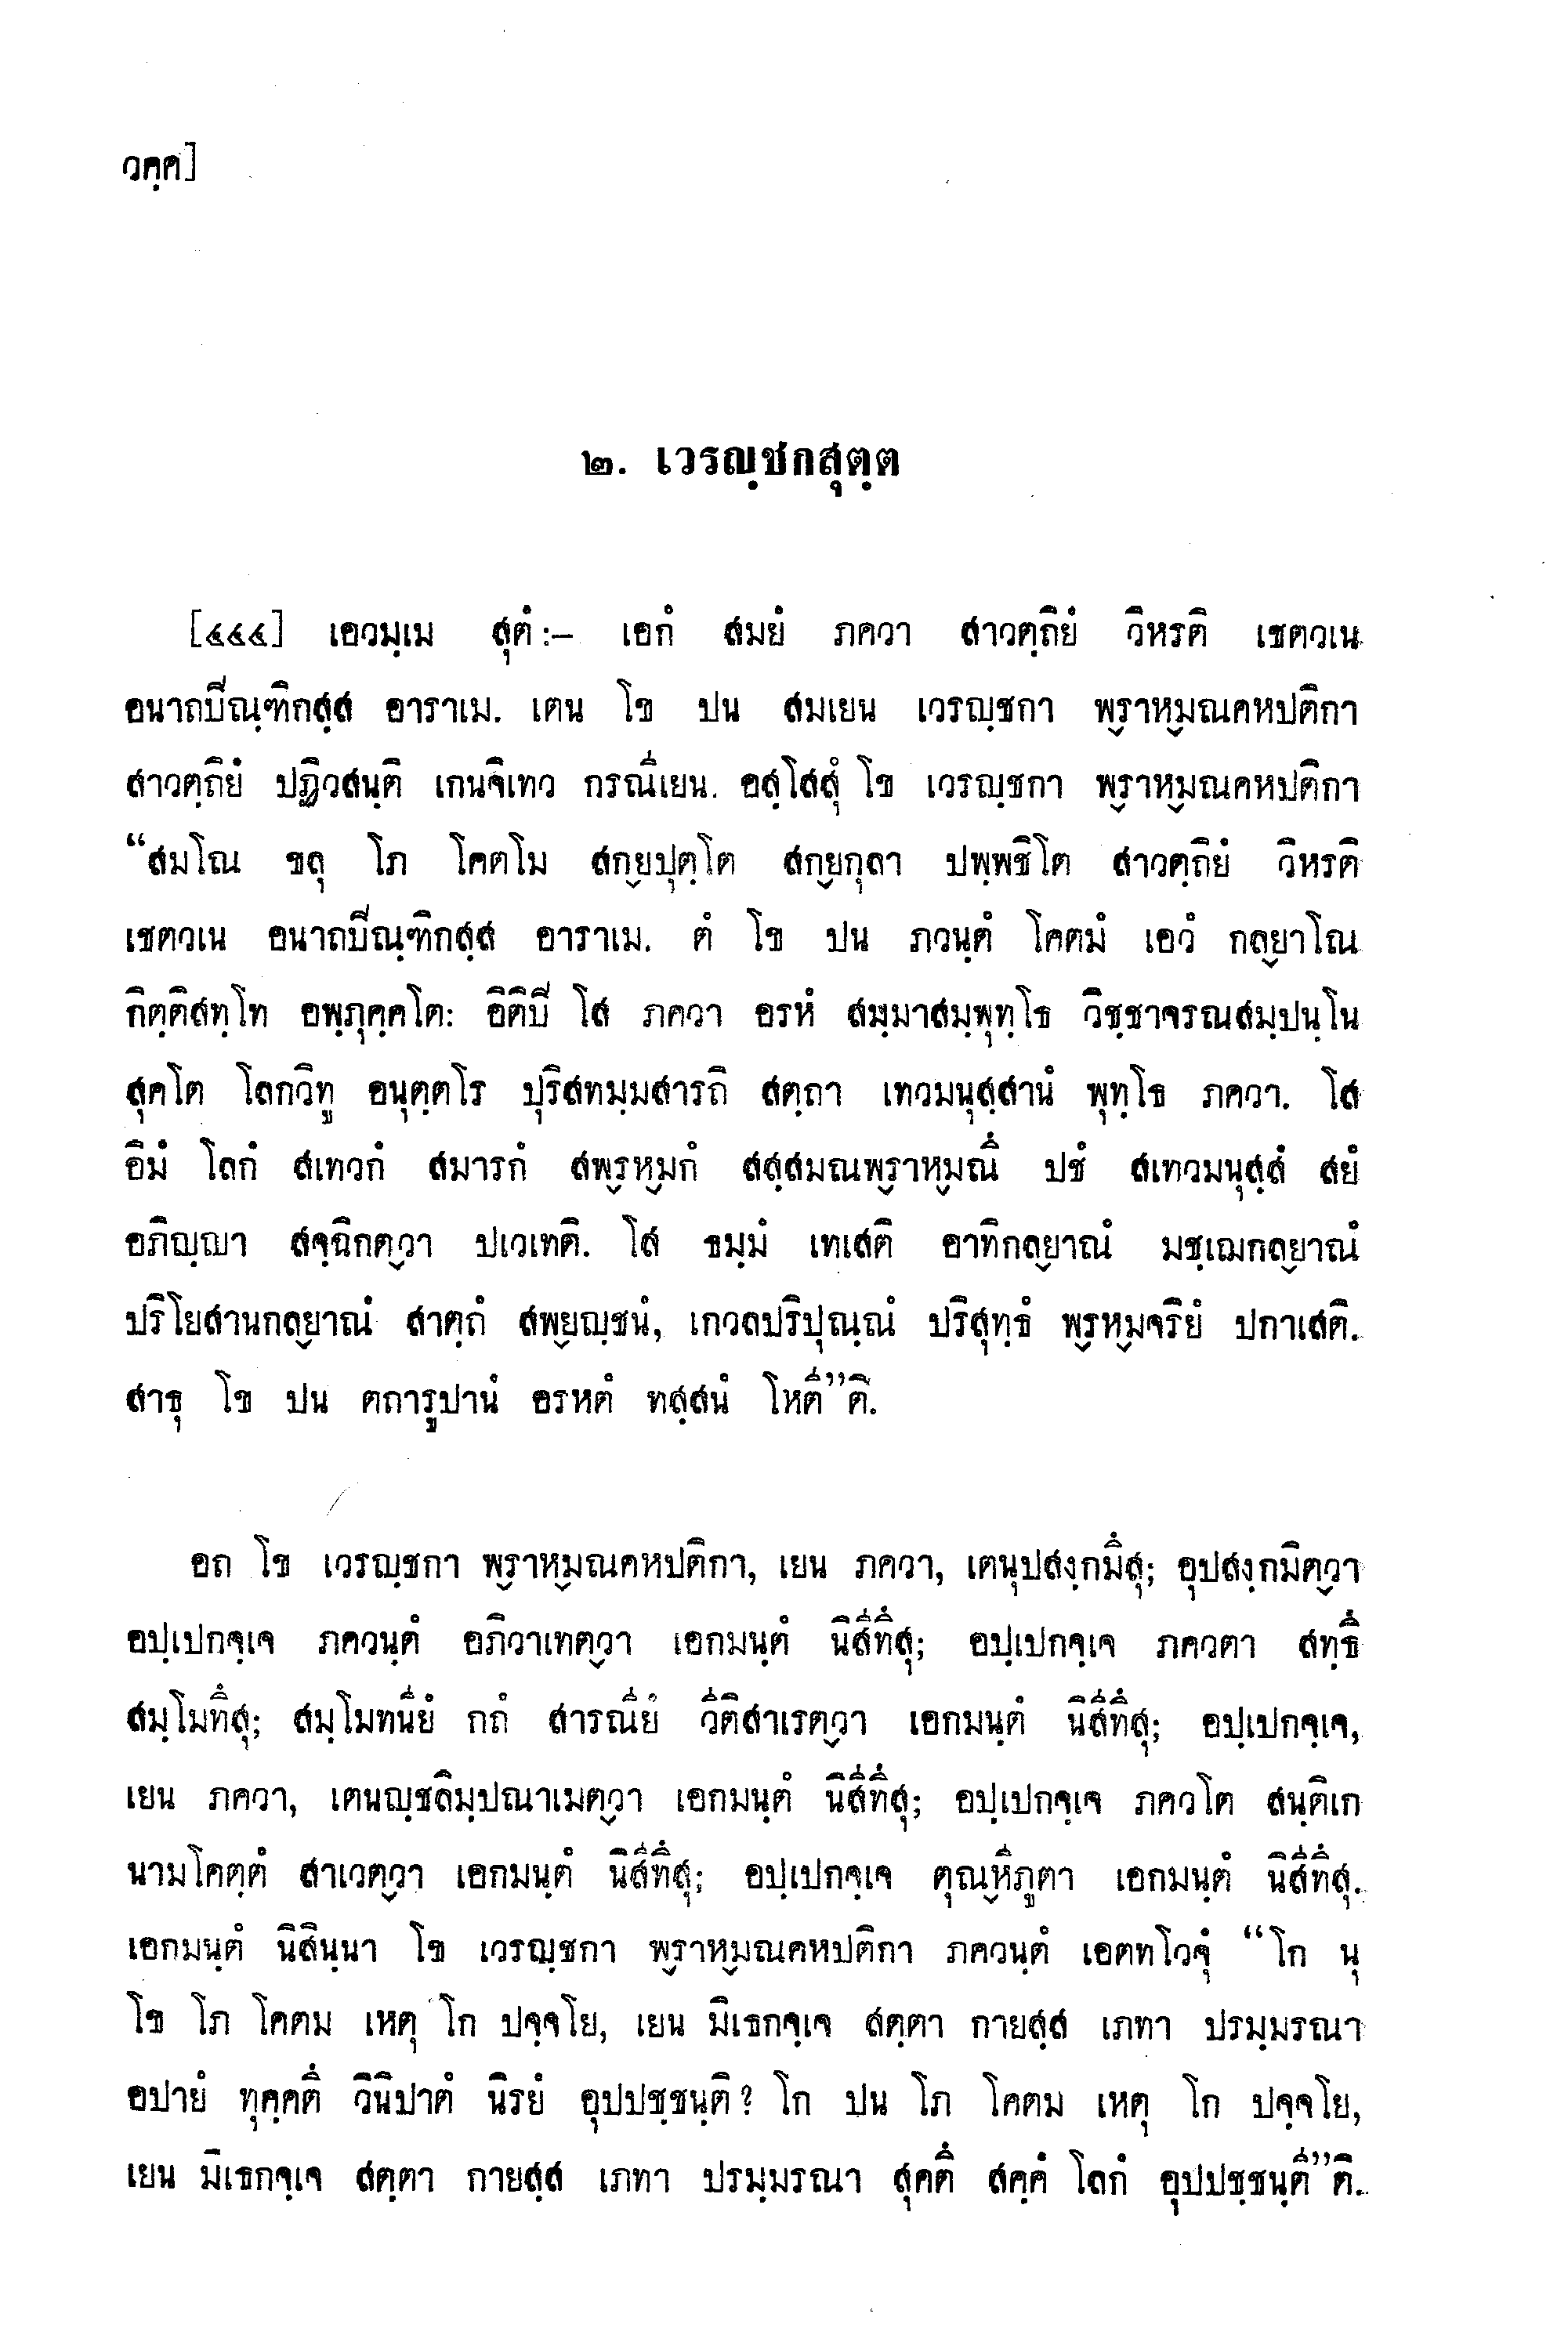 วคฺค]
๒. เวรญฺชกสุตฺต
[๔๔๔] เอวมฺเม สุตํ :– เอกํ สมยํ ภควา สาวตฺถิยํ วิหรติ เชตวเน
อนาถปิณฺฑิกสฺส อาราเม. เตน โข ปน สมเยน เวรญฺชกา พฺราหฺมณคหปติกา
สาวตฺถิยํ ปฏิวสนฺติ เกนจิเทว กรณีเยน. อสฺโสสุํ โข เวรญฺชกา พฺราหฺมณคหปติกา
“สมโณ ขลุ โภ โคตโม สกฺยปุตฺโต สกฺยกุลา ปพฺพชิโต สาวตฺถิยํ วิหรติ
เชตวเน อนาถปิณฺฑิกสฺส อาราเม. ตํ โข ปน ภวนฺตํ โคตมํ เอวํ กลฺยาโณ
กิตฺติสทฺโท อพฺภุคฺคโต: อิติปิ โส ภควา อรหํ สมฺมาสมฺพุทฺโธ วิชฺชาจรณสมฺปนฺโน
สุคโต โลกวิทู อนุตฺตโร ปุริสทมฺมสารถิ สตฺถา เทวมนุสฺสานํ พุทฺโธ ภควา. โส
อิมํ โลกํ สเทวกํ สมารกํ สพฺรหฺมกํ สสฺสมณพฺราหฺมณึ ปชํ สเทวมนุสฺสํ สยํ
อภิญฺญา สจฺฉิกตฺวา ปเวเทติ. โส ธมฺมํ เทเสติ อาทิกลฺยาณํ มชฺเฌกลฺยาณํ
ปริโยสานกลฺยาณํ สาตฺถํ สพฺยญฺชนํ, เกวลปริปุณฺณํ ปริสุทฺธํ พฺรหฺมจริยํ ปกาเสติ.
สาธุ โข ปน ตถารูปานํ อรหตํ ทสฺสนํ โหตี”ติ.
อถ โข เวรญฺชกา พฺราหฺมณคหปติกา, เยน ภควา, เตนุปสงฺกมึสุ; อุปสงฺกมิตฺวา
อปฺเปกจฺเจ ภควนฺตํ อภิวาเทตฺวา เอกมนฺตํ นิสีทึสุ; อปฺเปกจฺเจ ภควตา สทฺธึ
สมฺโมทึสุ; สมฺโมทนียํ กถํ สารณียํ วีติสาเรตฺวา เอกมนฺตํ นิสีทึสุ; อปฺเปกจฺเจ,
เยน ภควา, เตนญฺชลิมฺปณาเมตฺวา เอกมนฺตํ นิสีทึสุ; อปฺเปกจฺเจ ภควโต สนฺติเก
นามโคตฺตํ สาเวตฺวา เอกมนฺตํ นิสีทึสุ; อปฺเปกจฺเจ ตุณฺหีภูตา เอกมนฺตํ นิสีทึสุ.
เอกมนฺตํ นิสินฺนา โข เวรญฺชกา พฺราหฺมณคหปติกา ภควนฺตํ เอตทโวจุํ “โก นุ
โข โภ โคตม เหตุ โก ปจฺจโย, เยน มิเธกจฺเจ สตฺตา กายสฺส เภทา ปรมฺมรณา
อปายํ ทุคฺคตึ วินิปาตํ นิรยํ อุปปชฺชนฺติ? โก ปน โภ โคตม เหตุ โก ปจฺจโย,
เยน มิเธกจฺเจ สตฺตา กายสฺส เภทา ปรมฺมรณา สุคตึ สคฺคํ โลกํ อุปปชฺชนฺตี”ติ.